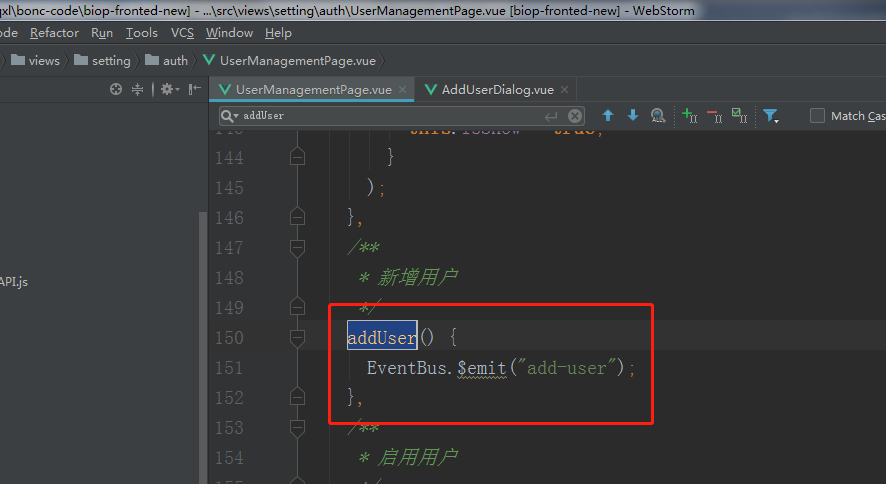 qxl\bonc-code\biop-fronted-new] - ...\src\views\setting\auth\UserManagementPage.vue [biop-fronted-new] - WebStorm
ode Refactor Run Tools VCS Window Help
views setting auth UserManagementPage.vue
UserManagementPage.vue AddUserDialog.vue
addUser Match Cas
144 }
145 );
146 },
147 /**
148 * 新增用户
149 */
150 addUser() {
151 EventBus.$emit("add-user");
152 },
153 /**
154 * 启用用户
API.js